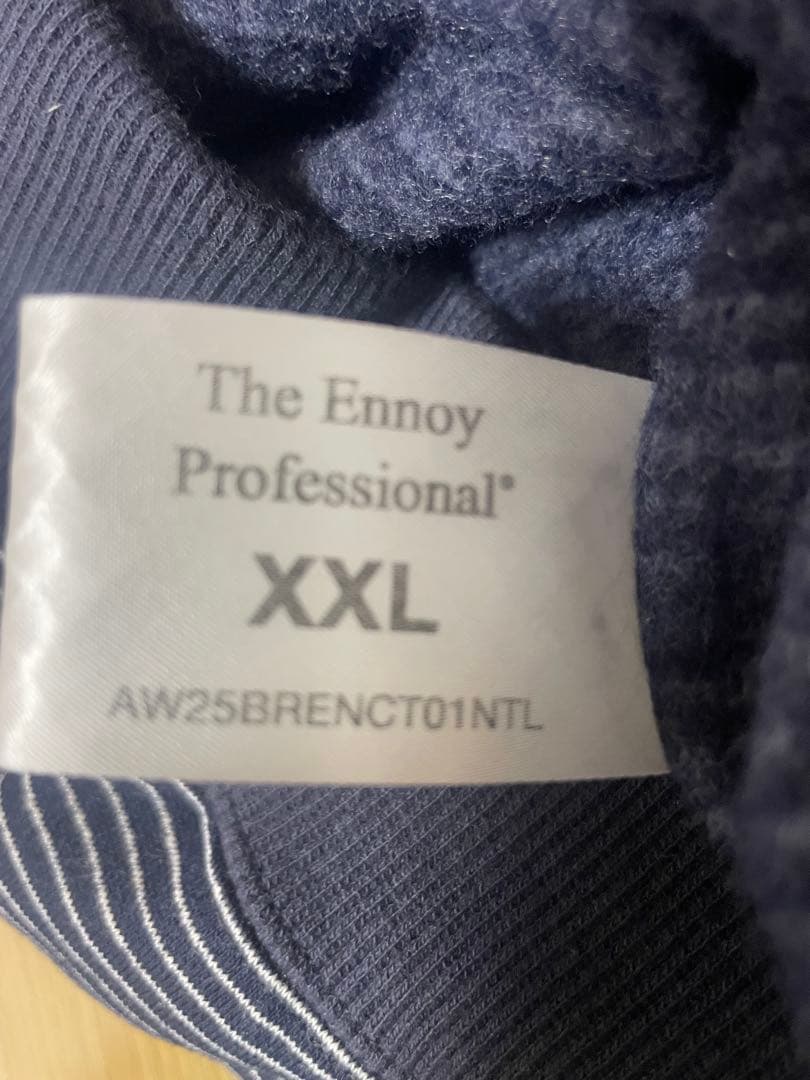 The Ennoy
Professional®
XXL
AW25BRENCT01NTL